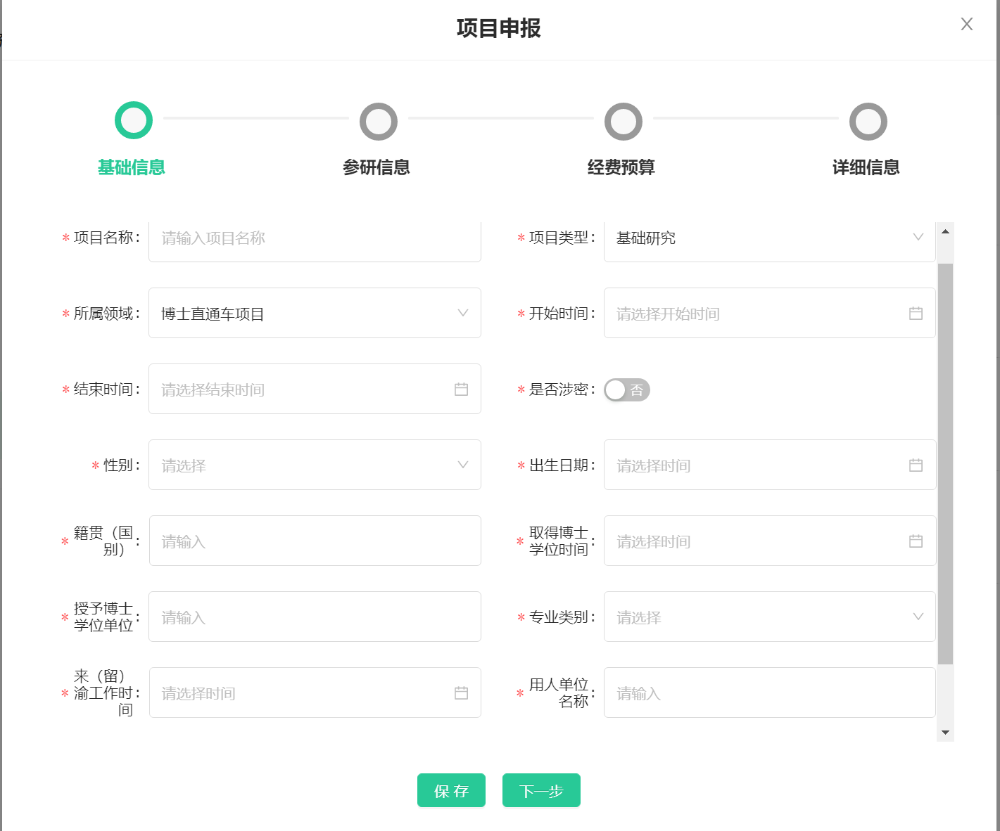 项目申报
基础信息
参研信息
经费预算
详细信息
* 项目名称: 请输入项目名称
* 项目类型: 基础研究
* 所属领域: 博士直通车项目
* 开始时间: 请选择开始时间
* 结束时间: 请选择结束时间
* 是否涉密: 否
* 性别: 请选择
* 出生日期: 请选择时间
* 籍贯（国
别）: 请输入
* 取得博士
学位时间: 请选择时间
* 授予博士
学位单位: 请输入
* 专业类别: 请选择
* 来（留）
渝工作时
间: 请选择时间
* 用人单位
名称: 请输入
保 存
下一步